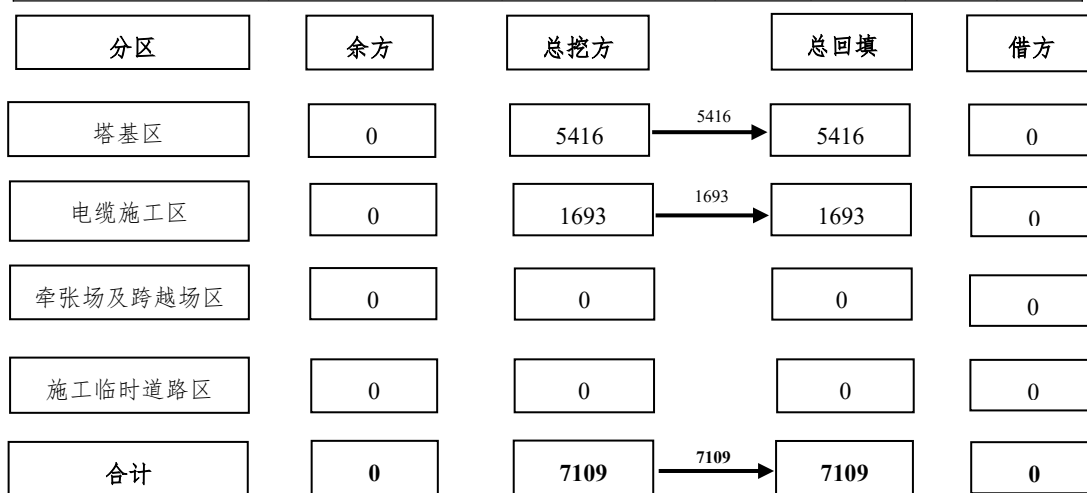 分区 余方 总挖方 总回填 借方
塔基区 0 5416 5416 5416 0
电缆施工区 0 1693 1693 1693 0
牵张场及跨越场区 0 0 0 0
施工临时道路区 0 0 0 0
合计 0 7109 7109 7109 0